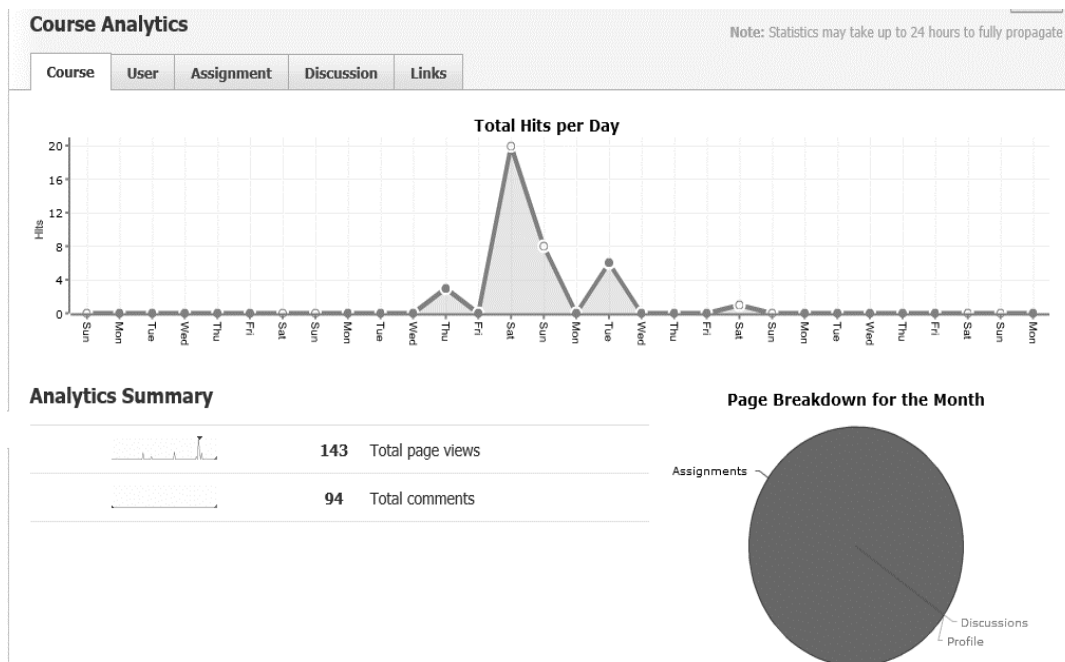 Course Analytics
Note: Statistics may take up to 24 hours to fully propagate
Course User Assignment Discussion Links
Total Hits per Day
20
16
12
8
4
0
Hits
Sun Mon Tue Wed Thu Fri Sat Sun Mon Tue Wed Thu Fri Sat Sun Mon Tue Wed Thu Fri Sat Sun Mon Tue Wed Thu Fri Sat Sun Mon
Analytics Summary
143 Total page views
94 Total comments
Page Breakdown for the Month
Assignments
Discussions
Profile